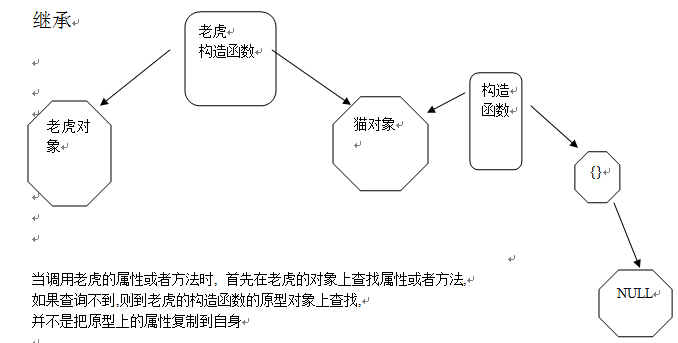 继承
老虎
构造函数
老虎对
象
猫对象
构造
函数
{}
NULL
当调用老虎的属性或者方法时, 首先在老虎的对象上查找属性或者方法,
如果查询不到,则到老虎的构造函数的原型对象上查找,
并不是把原型上的属性复制到自身